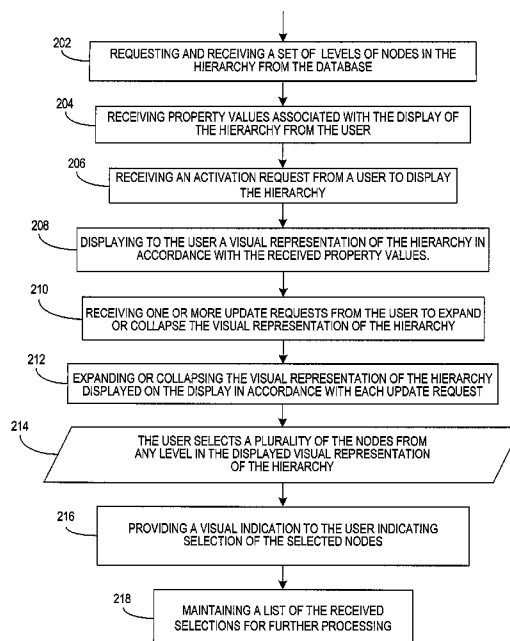 202
REQUESTING AND RECEIVING A SET OF LEVELS OF NODES IN THE
HIERARCHY FROM THE DATABASE
204
RECEIVING PROPERTY VALUES ASSOCIATED WITH THE DISPLAY OF
THE HIERARCHY FROM THE USER
206
RECEIVING AN ACTIVATION REQUEST FROM A USER TO DISPLAY
THE HIERARCHY
208
DISPLAYING TO THE USER A VISUAL REPRESENTATION OF THE HIERARCHY IN
ACCORDANCE WITH THE RECEIVED PROPERTY VALUES.
210
RECEIVING ONE OR MORE UPDATE REQUESTS FROM THE USER TO EXPAND
OR COLLAPSE THE VISUAL REPRESENTATION OF THE HIERARCHY
212
EXPANDING OR COLLAPSING THE VISUAL REPRESENTATION OF THE HIERARCHY
DISPLAYED ON THE DISPLAY IN ACCORDANCE WITH EACH UPDATE REQUEST
214
THE USER SELECTS A PLURALITY OF THE NODES FROM
ANY LEVEL IN THE DISPLAYED VISUAL REPRESENTATION
OF THE HIERARCHY
216
PROVIDING A VISUAL INDICATION TO THE USER INDICATING
SELECTION OF THE SELECTED NODES
218
MAINTAINING A LIST OF THE RECEIVED
SELECTIONS FOR FURTHER PROCESSING